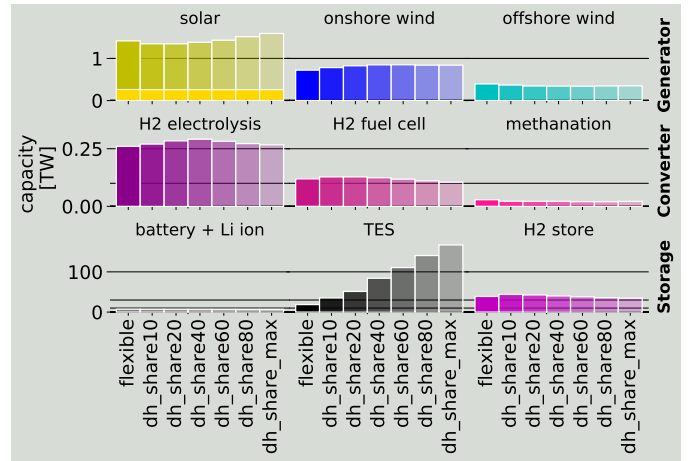 solar
onshore wind
offshore wind
1
0
Generator
H2 electrolysis
H2 fuel cell
methanation
0.25
0.00
capacity
[TW]
Converter
battery + Li ion
TES
H2 store
100
0
Storage
flexible
dh_share10
dh_share20
dh_share40
dh_share60
dh_share80
dh_share_max
flexible
dh_share10
dh_share20
dh_share40
dh_share60
dh_share80
dh_share_max
flexible
dh_share10
dh_share20
dh_share40
dh_share60
dh_share80
dh_share_max